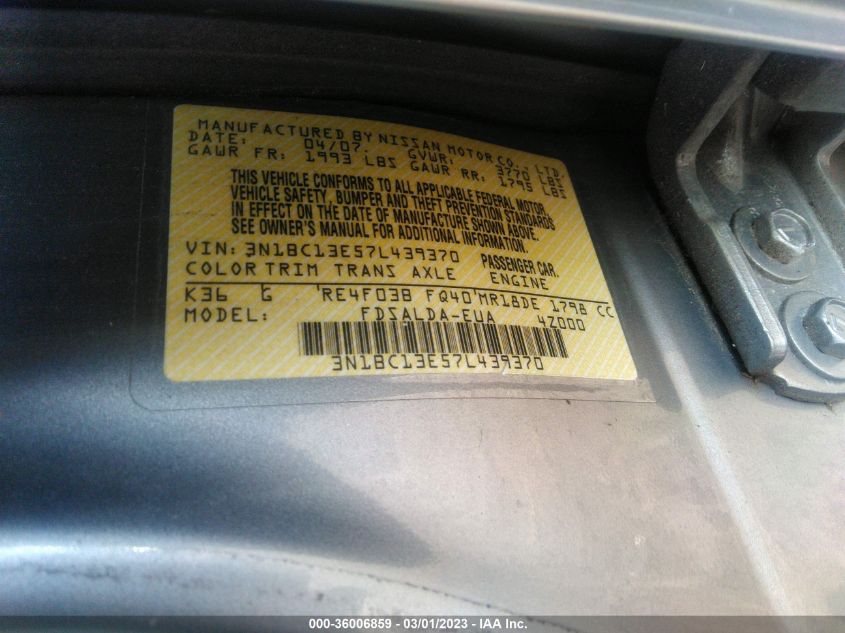 MANUFACTURED BY NISSAN MOTOR CO., LTD.
DATE: 04/07. GVWR: 3770 LBS
GAWR FR: 1993 LBS GAWR RR: 1795 LBS
THIS VEHICLE CONFORMS TO ALL APPLICABLE FEDERAL MOTOR
VEHICLE SAFETY, BUMPER AND THEFT PREVENTION STANDARDS
IN EFFECT ON THE DATE OF MANUFACTURE SHOWN ABOVE.
SEE OWNER'S MANUAL FOR ADDITIONAL INFORMATION.
VIN: 3N1BC13E57L439370 PASSENGER CAR.
COLOR TRIM TRANS AXLE ENGINE
K36 G RE4F03B FQ40 MR18DE 1798 CC
MODEL: FDSALDA-EUA 4Z000
3N1BC13E57L439370
000-36006859 - 03/01/2023 - IAA Inc.